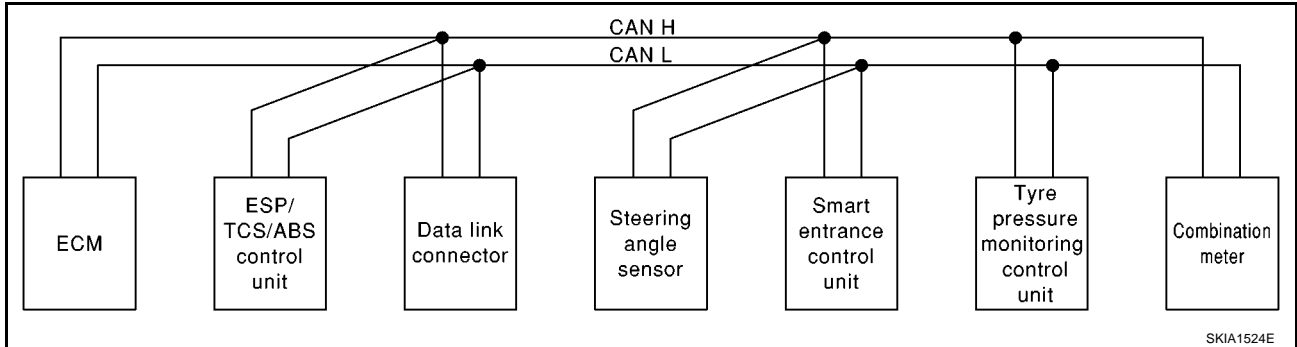 CAN H
CAN L
ECM
ESP/
TCS/ABS
control
unit
Data link
connector
Steering
angle
sensor
Smart
entrance
control
unit
Tyre
pressure
monitoring
control
unit
Combination
meter
SKIA1524E